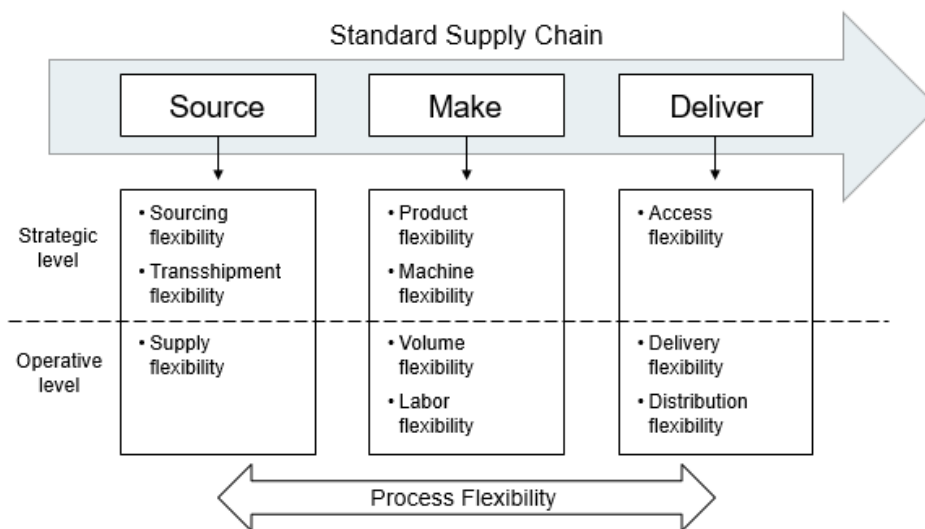 Standard Supply Chain
Source
Make
Deliver
Strategic
level
• Sourcing
flexibility
• Transshipment
flexibility
• Product
flexibility
• Machine
flexibility
• Access
flexibility
Operative
level
• Supply
flexibility
• Volume
flexibility
• Labor
flexibility
• Delivery
flexibility
• Distribution
flexibility
Process Flexibility